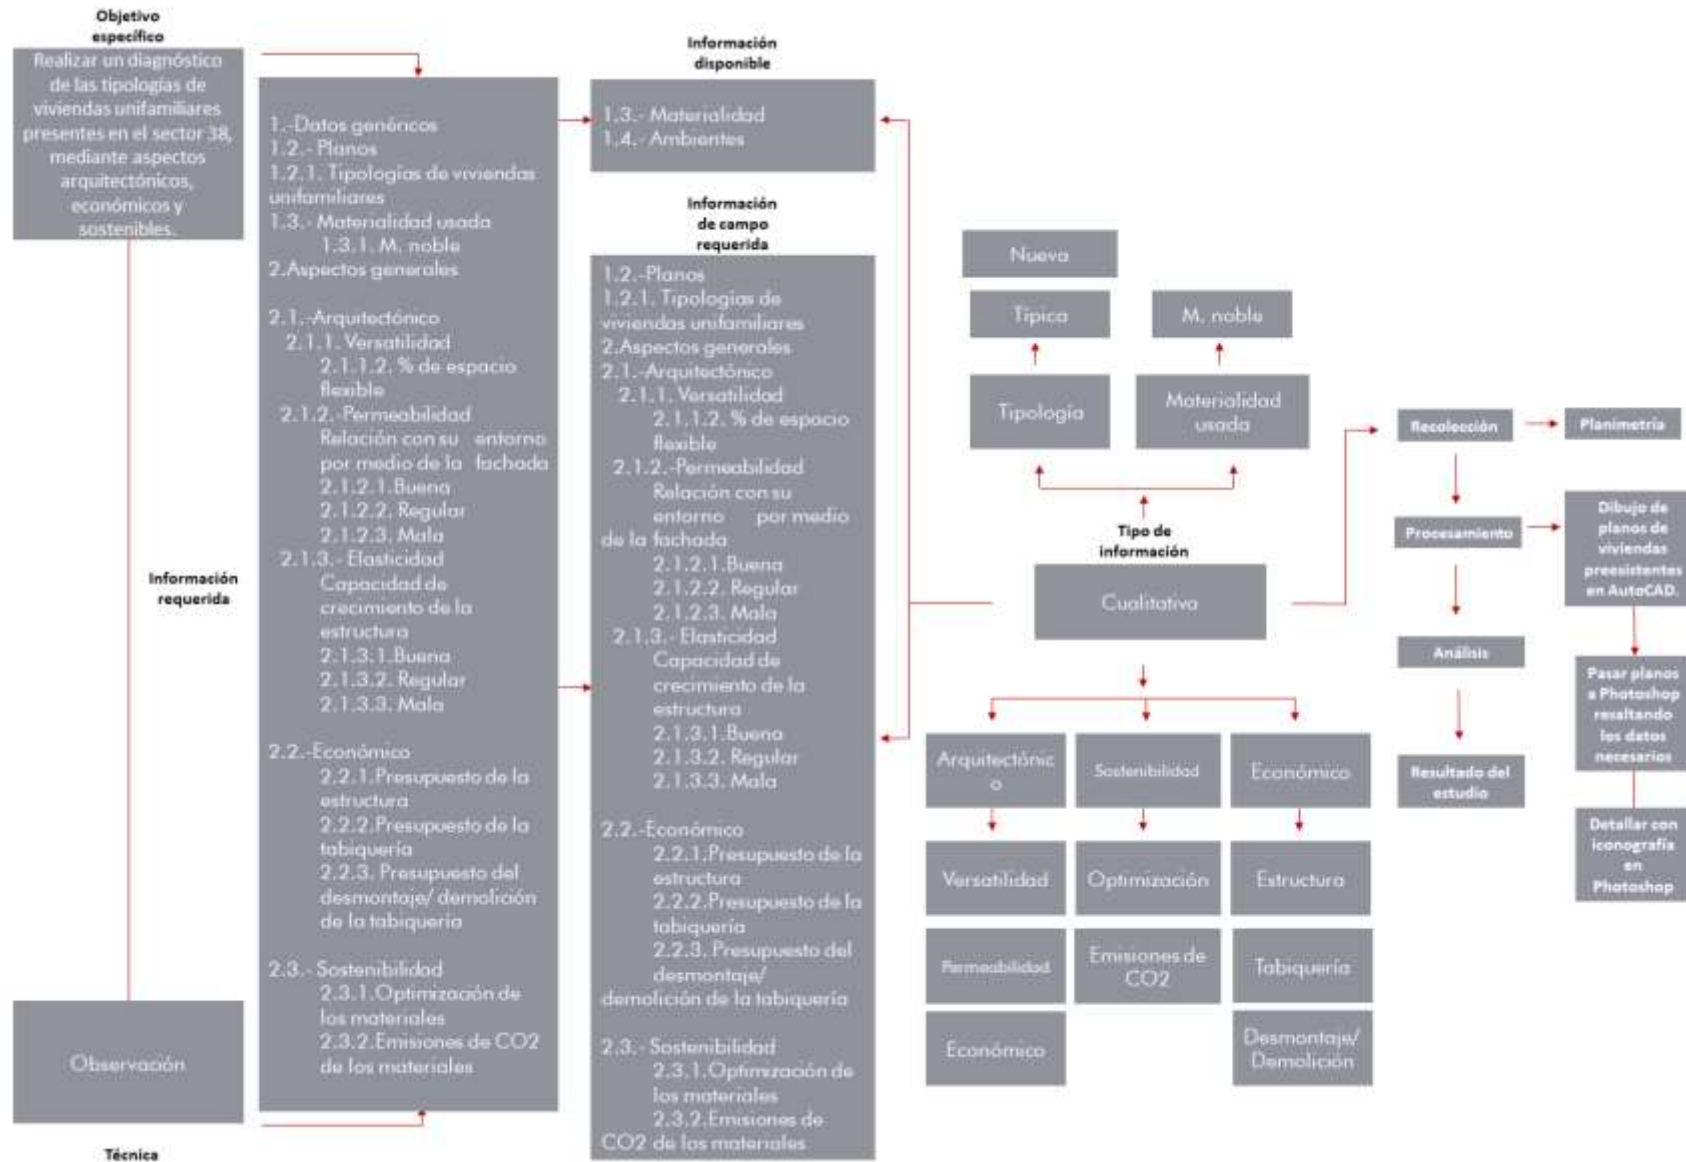 Objetivo
específico
Realizar un diagnóstico
de las tipologías de
viviendas unifamiliares
presentes en el sector 38,
mediante aspectos
arquitectónicos,
económicos y
sostenibles.
Información
requerida
Observación
Técnica
1.-Datos genéricos
1.2.- Planos
1.2.1. Tipologías de viviendas
unifamiliares
1.3.- Materialidad usada
1.3.1. M. noble
2.Aspectos generales
2.1.-Arquitectónico
2.1.1. Versatilidad
2.1.1.2. % de espacio
flexible
2.1.2.-Permeabilidad
Relación con su entorno
por medio de la fachada
2.1.2.1.Buena
2.1.2.2. Regular
2.1.2.3. Mala
2.1.3.- Elasticidad
Capacidad de
crecimiento de la
estructura
2.1.3.1.Buena
2.1.3.2. Regular
2.1.3.3. Mala
2.2.-Económico
2.2.1.Presupuesto de la
estructura
2.2.2.Presupuesto de la
tabiquería
2.2.3. Presupuesto del
desmontaje/ demolición
de la tabiquería
2.3.- Sostenibilidad
2.3.1.Optimización de
los materiales
2.3.2.Emisiones de CO2
de los materiales
Información
disponible
1.3.- Materialidad
1.4.- Ambientes
Información
de campo
requerida
1.2.-Planos
1.2.1. Tipologías de
viviendas unifamiliares
2.Aspectos generales
2.1.-Arquitectónico
2.1.1. Versatilidad
2.1.1.2. % de espacio
flexible
2.1.2.-Permeabilidad
Relación con su
entorno por medio
de la fachada
2.1.2.1.Buena
2.1.2.2. Regular
2.1.2.3. Mala
2.1.3.- Elasticidad
Capacidad de
crecimiento de la
estructura
2.1.3.1.Buena
2.1.3.2. Regular
2.1.3.3. Mala
2.2.-Económico
2.2.1.Presupuesto de la
estructura
2.2.2.Presupuesto de la
tabiquería
2.2.3. Presupuesto del
desmontaje/
demolición de la tabiquería
2.3.- Sostenibilidad
2.3.1.Optimización de
los materiales
2.3.2.Emisiones de
CO2 de los materiales
Nueva
Típica
M. noble
Tipología
Materialidad
usada
Tipo de
información
Cualitativa
Arquitectónic
o
Sostenibilidad
Económico
Versatilidad
Optimización
Estructura
Permeabilidad
Emisiones de
CO2
Tabiquería
Económico
Desmontaje/
Demolición
Recolección
Planimetría
Procesamiento
Dibujo de
planos de
viviendas
preexistentes
en AutoCAD.
Análisis
Pasar planos
a Photoshop
resaltando
los datos
necesarios
Resultado del
estudio
Detallar con
iconografía
en
Photoshop